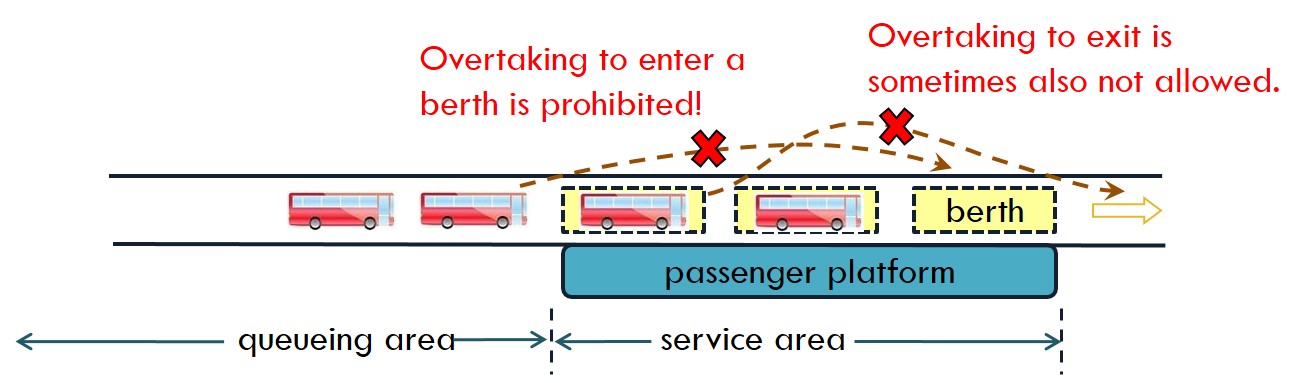 Overtaking to enter a
berth is prohibited!
Overtaking to exit is
sometimes also not allowed.
berth
passenger platform
queueing area
service area